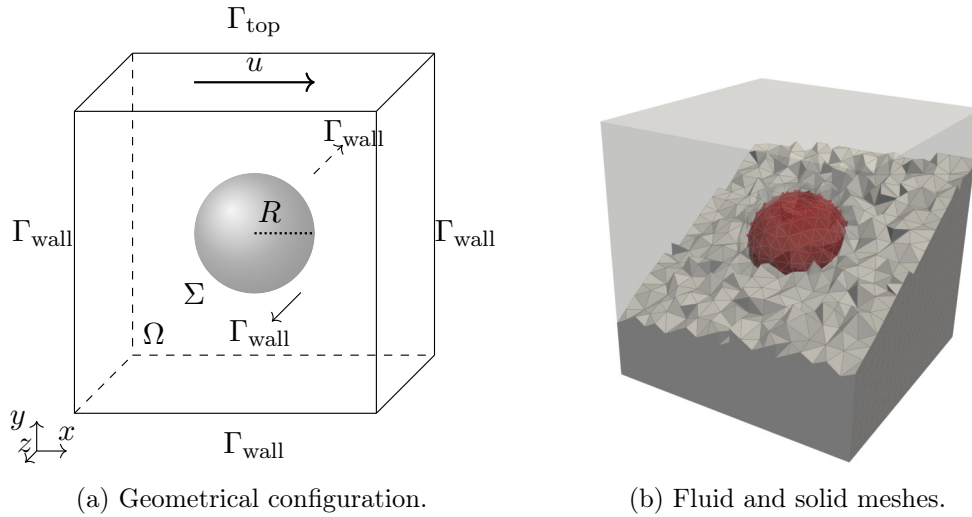 Γtop
ū
Γwall
R
Γwall
Γwall
Σ
Γwall
Ω
y
z x
Γwall
(a) Geometrical configuration.
(b) Fluid and solid meshes.